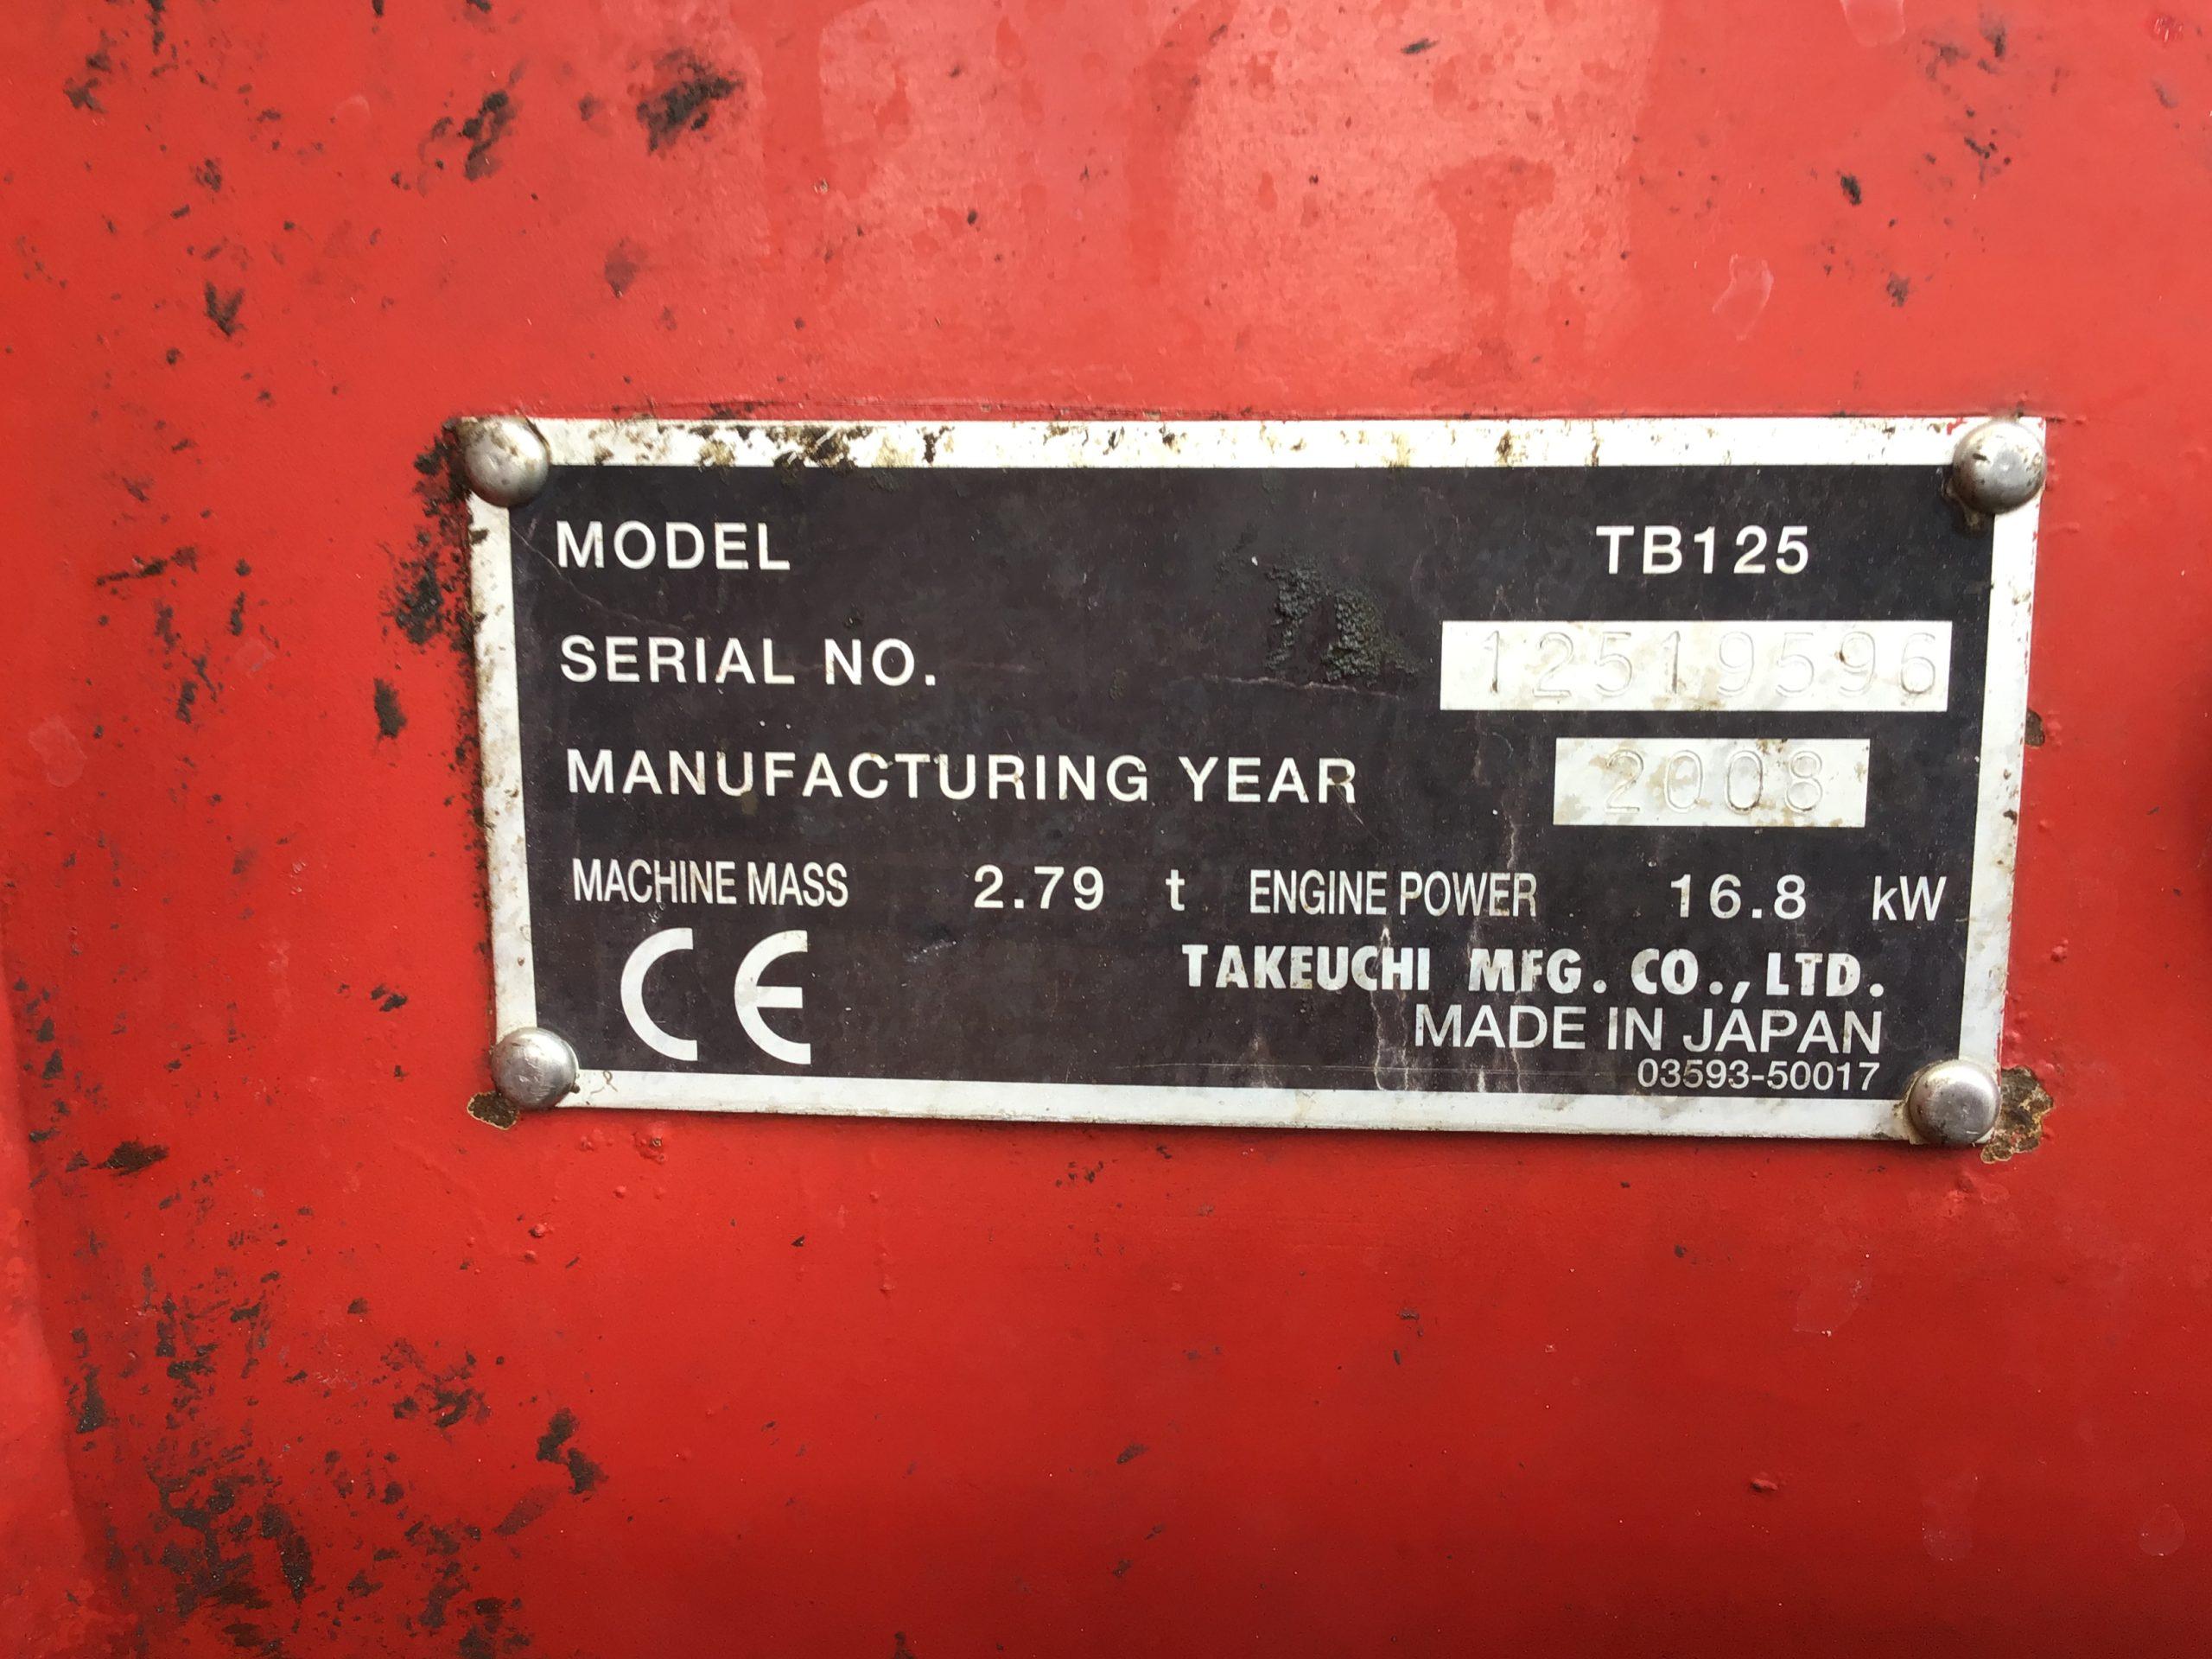 MODEL TB125
SERIAL NO. 12519596
MANUFACTURING YEAR 2008
MACHINE MASS 2.79 t ENGINE POWER 16.8 kW
CE TAKEUCHI MFG. CO., LTD.
MADE IN JAPAN
03593-50017